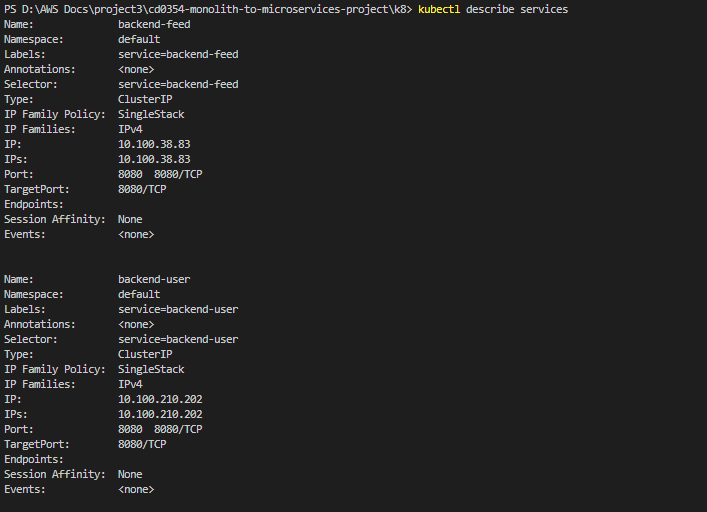 PS D:\AWS Docs\project3\cd0354-monolith-to-microservices-project\k8> kubectl describe services
Name:              backend-feed
Namespace:         default
Labels:            service=backend-feed
Annotations:       <none>
Selector:          service=backend-feed
Type:              ClusterIP
IP Family Policy:  SingleStack
IP Families:       IPv4
IP:                10.100.38.83
IPs:               10.100.38.83
Port:              8080  8080/TCP
TargetPort:        8080/TCP
Endpoints:
Session Affinity:  None
Events:            <none>
Name:              backend-user
Namespace:         default
Labels:            service=backend-user
Annotations:       <none>
Selector:          service=backend-user
Type:              ClusterIP
IP Family Policy:  SingleStack
IP Families:       IPv4
IP:                10.100.210.202
IPs:               10.100.210.202
Port:              8080  8080/TCP
TargetPort:        8080/TCP
Endpoints:
Session Affinity:  None
Events:            <none>